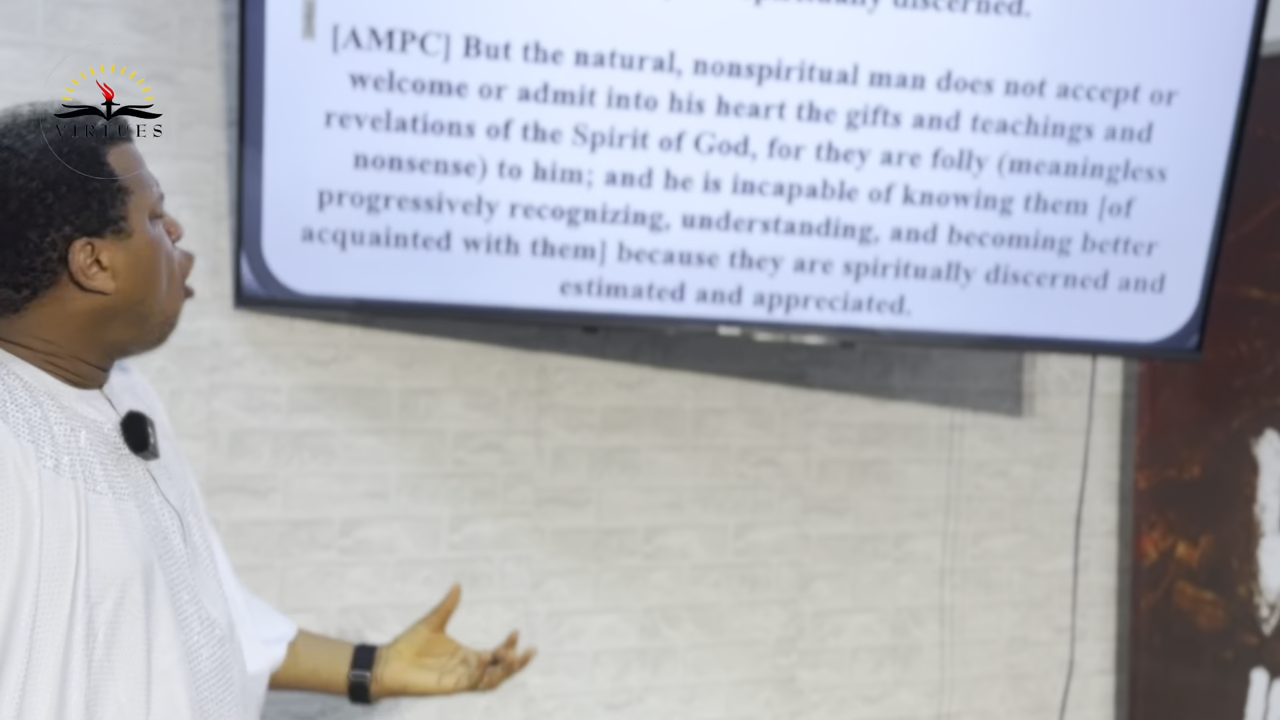 spiritually discerned.
[AMPC] But the natural, nonspiritual man does not accept or
welcome or admit into his heart the gifts and teachings and
revelations of the Spirit of God, for they are folly (meaningless
nonsense) to him; and he is incapable of knowing them [of
progressively recognizing, understanding, and becoming better
acquainted with them] because they are spiritually discerned and
estimated and appreciated.
VIRTUES